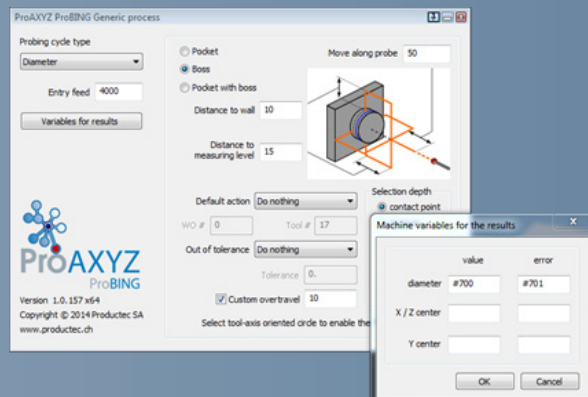 ProAXYZ ProBING Generic process
Probing cycle type
Diameter
Entry feed 4000
Variables for results
Pocket
Boss
Pocket with boss
Move along probe 50
Distance to wall 10
Distance to
measuring level 15
Default action Do nothing
WO # 0 Tool # 17
Out of tolerance Do nothing
Tolerance 0.
Custom overtravel 10
Select tool-axis oriented circle to enable the
Selection depth
contact point
ProAXYZ
ProBING
Version 1.0.157 x64
Copyright © 2014 Productec SA
www.productec.ch
Machine variables for the results
value error
diameter #700 #701
X / Z center
Y center
OK Cancel